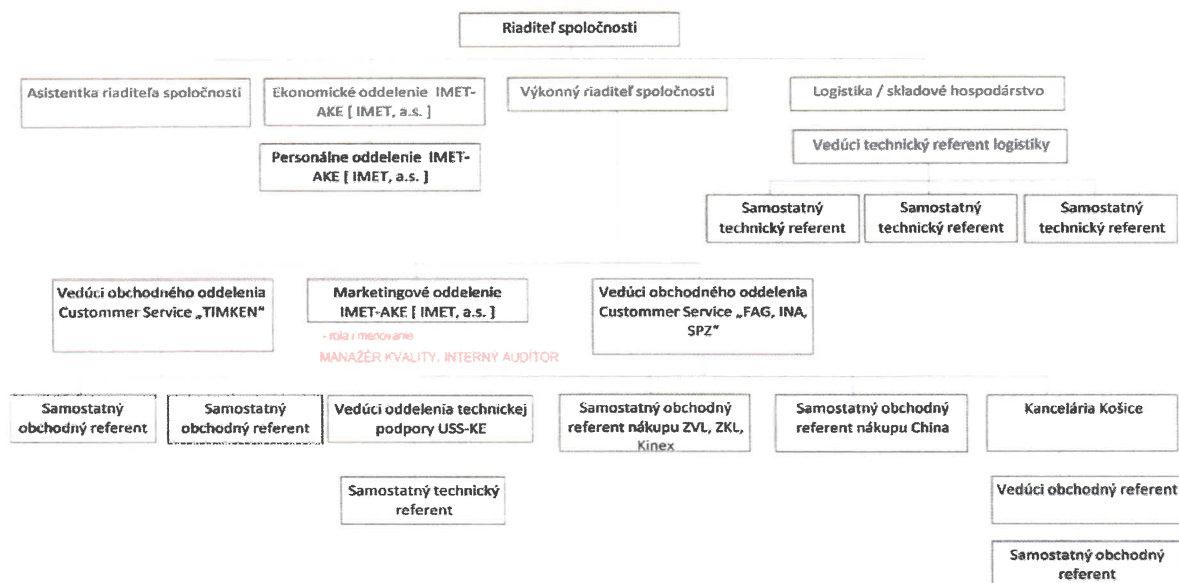 Riaditeľ spoločnosti
Asistentka riaditeľa spoločnosti
Ekonomické oddelenie IMET-
AKE [ IMET, a.s. ]
Výkonný riaditeľ spoločnosti
Logistika / skladové hospodárstvo
Personálne oddelenie IMET-
AKE [ IMET, a.s. ]
Vedúci technický referent logistiky
Samostatný
technický referent
Samostatný
technický referent
Samostatný
technický referent
Vedúci obchodného oddelenia
Custommer Service „TIMKEN“
Marketingové oddelenie
IMET-AKE [ IMET, a.s. ]
- rola i menovanie
MANAŽÉR KVALITY, INTERNÝ AUDÍTOR
Vedúci obchodného oddelenia
Custommer Service „FAG, INA,
SPZ“
Samostatný
obchodný referent
Samostatný
obchodný referent
Vedúci oddelenia technickej
podpory USS-KE
Samostatný technický
referent
Samostatný obchodný
referent nákupu ZVL, ZKL,
Kinex
Samostatný obchodný
referent nákupu China
Kancelária Košice
Vedúci obchodný referent
Samostatný obchodný
referent